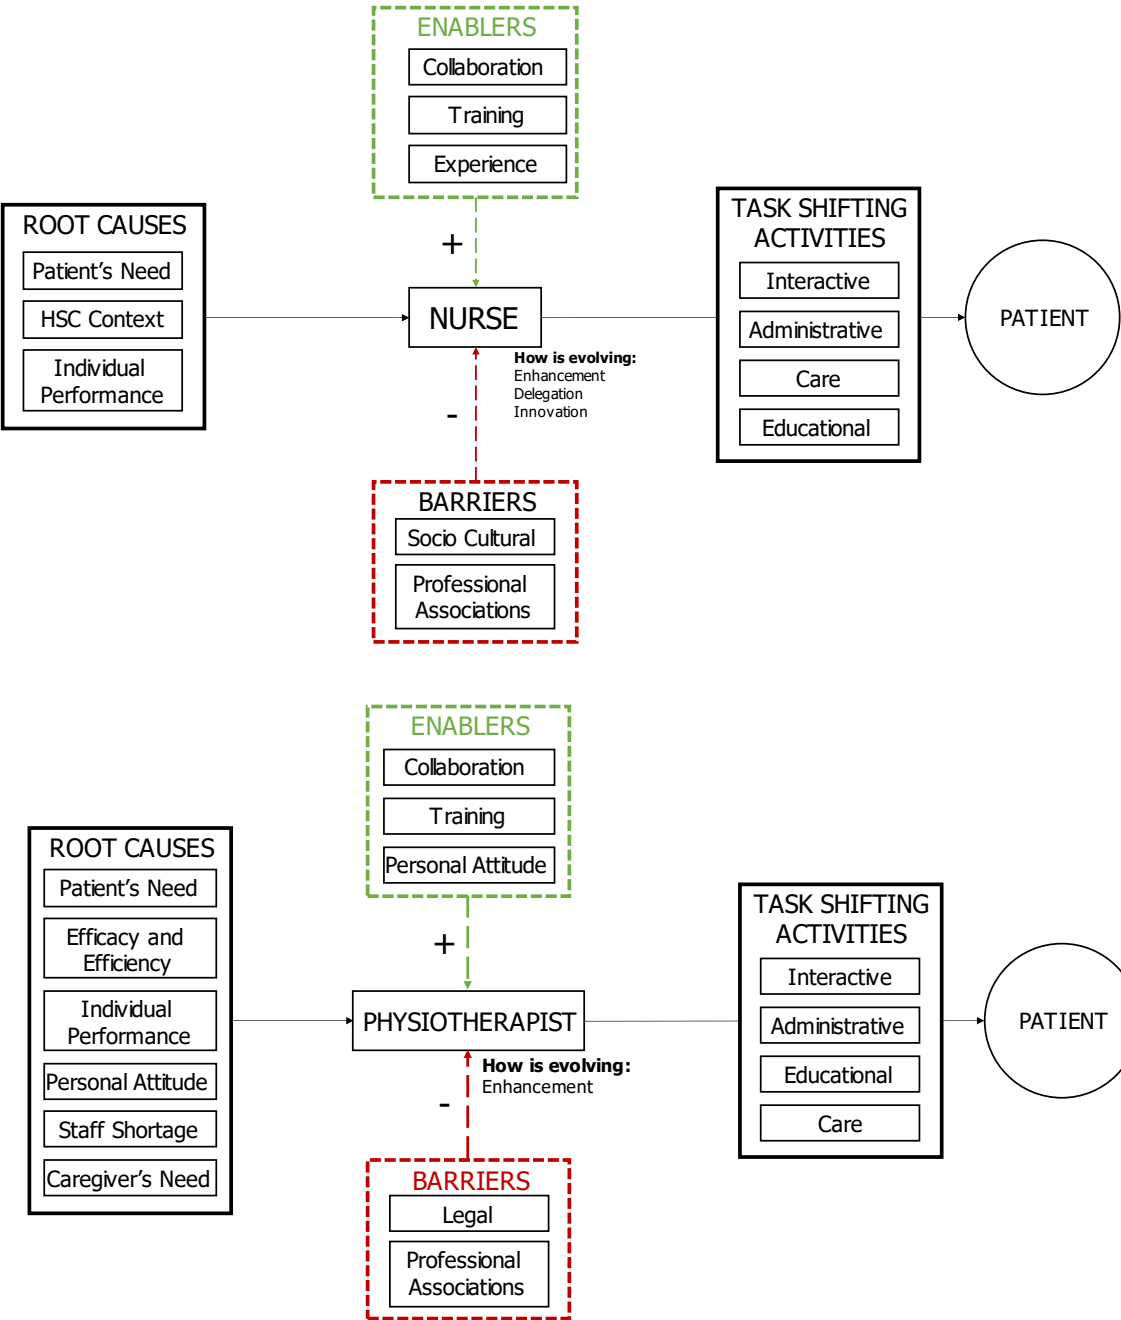 ENABLERS
Collaboration
Training
Experience
+
ROOT CAUSES
Patient's Need
HSC Context
Individual
Performance
NURSE
How is evolving:
Enhancement
Delegation
Innovation
-
TASK SHIFTING
ACTIVITIES
Interactive
Administrative
Care
Educational
PATIENT
BARRIERS
Socio Cultural
Professional
Associations
ENABLERS
Collaboration
Training
Personal Attitude
+
ROOT CAUSES
Patient's Need
Efficacy and
Efficiency
Individual
Performance
Personal Attitude
Staff Shortage
Caregiver's Need
PHYSIOTHERAPIST
How is evolving:
Enhancement
-
TASK SHIFTING
ACTIVITIES
Interactive
Administrative
Educational
Care
PATIENT
BARRIERS
Legal
Professional
Associations